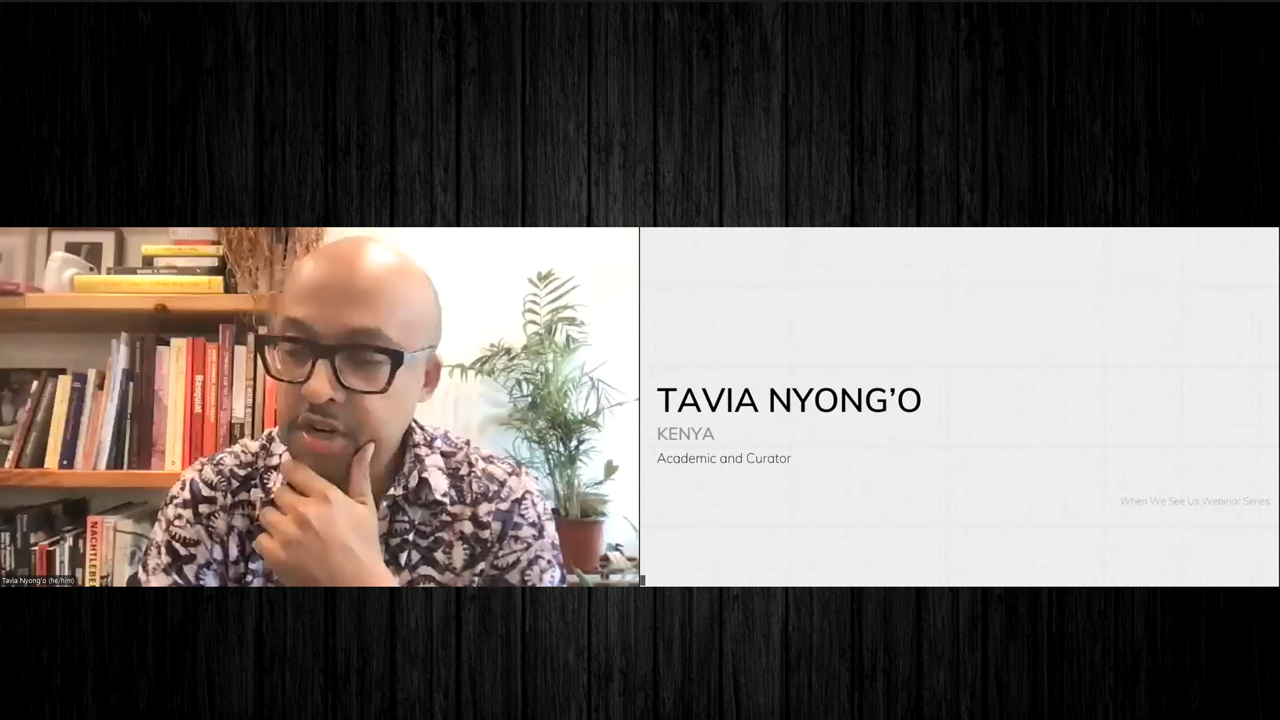 Basquiat
NACHTLEBEN
Tavia Nyong'o (he/him)
TAVIA NYONG'O
KENYA
Academic and Curator
When We See Us Webinar Series